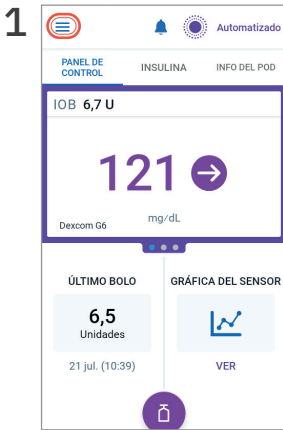 1
Automatizado
PANEL DE CONTROL
INSULINA
INFO DEL POD
IOB 6,7 U
121
mg/dL
Dexcom G6
ÚLTIMO BOLO
GRÁFICA DEL SENSOR
6,5
Unidades
21 jul. (10:39)
VER